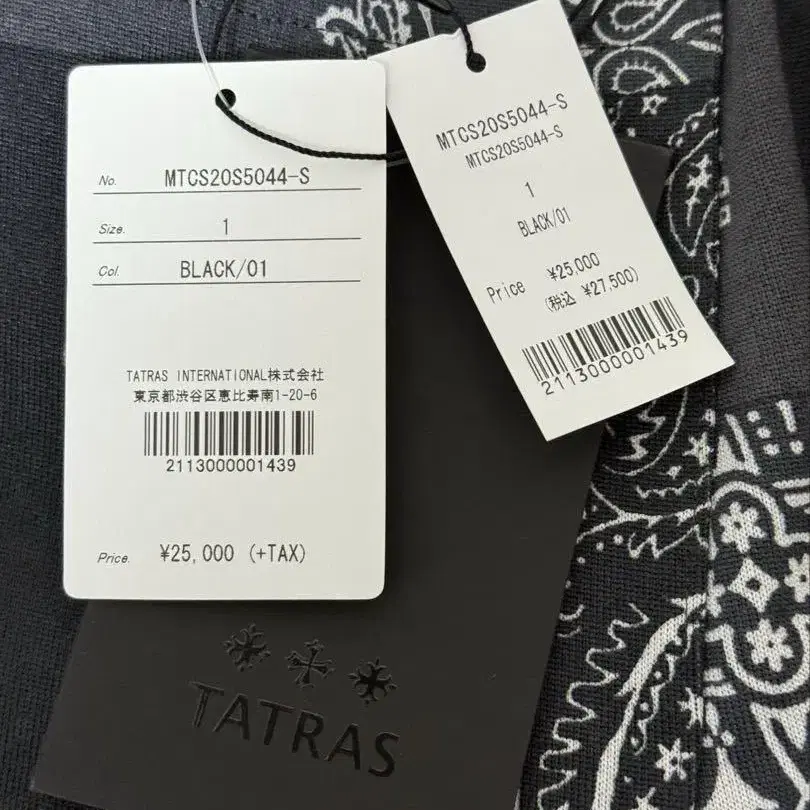 No. MTCS20S5044-S
Size. 1
Col. BLACK/01
TATRAS INTERNATIONAL株式会社
東京都渋谷区恵比寿南1-20-6
2113000001439
Price. ¥25,000 (+TAX)
MTCS20S5044-S
MTCS20S5044-S
1
BLACK/01
Price ¥25,000
(税込 ¥27,500)
2113000001439
TATRAS